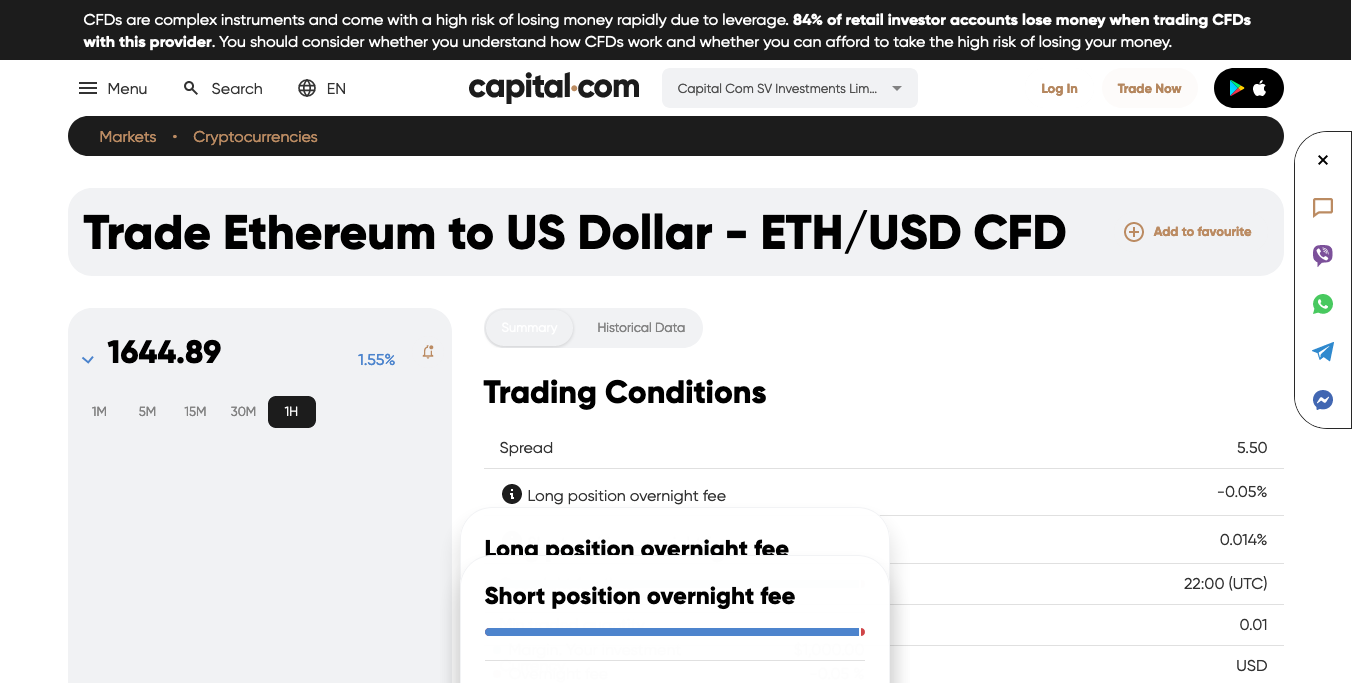 CFDs are complex instruments and come with a high risk of losing money rapidly due to leverage. 84% of retail investor accounts lose money when trading CFDs
with this provider. You should consider whether you understand how CFDs work and whether you can afford to take the high risk of losing your money.
Menu
Search
EN
capital.com
Capital Com SV Investments Lim...
Log In
Trade Now
Markets • Cryptocurrencies
Trade Ethereum to US Dollar - ETH/USD CFD
Add to favourite
1644.89
1.55%
1M 5M 15M 30M 1H
Summary
Historical Data
Trading Conditions
Spread 5.50
Long position overnight fee -0.05%
Long position overnight fee
0.014%
Short position overnight fee
22:00 (UTC)
0.01
USD